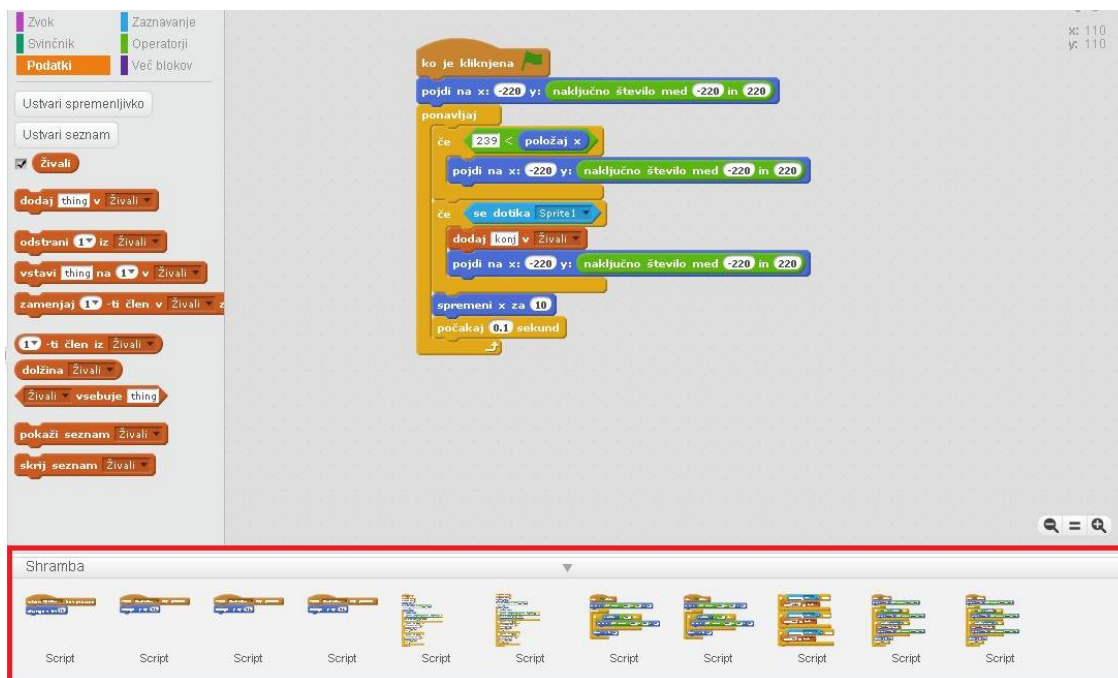 Zvok
Zaznavanje
Svinčnik
Operatorji
Podatki
Več blokov
Ustvari spremenljivko
Ustvari seznam
Živali
dodaj thing v Živali
odstrani 1 iz Živali
vstavi thing na 1 v Živali
zamenjaj 1 -ti člen v Živali z
1 -ti člen iz Živali
dolžina Živali
Živali vsebuje thing
pokaži seznam Živali
skrij seznam Živali
ko je kliknjena
pojdi na x: -220 y: naključno število med -220 in 220
ponavljaj
če 239 < položaj x
pojdi na x: -220 y: naključno število med -220 in 220
če se dotika Sprite1
dodaj konj v Živali
pojdi na x: -220 y: naključno število med -220 in 220
spremeni x za 10
počakaj 0.1 sekund
x: 110
y: 110
Shramba
Script
Script
Script
Script
Script
Script
Script
Script
Script
Script
Script